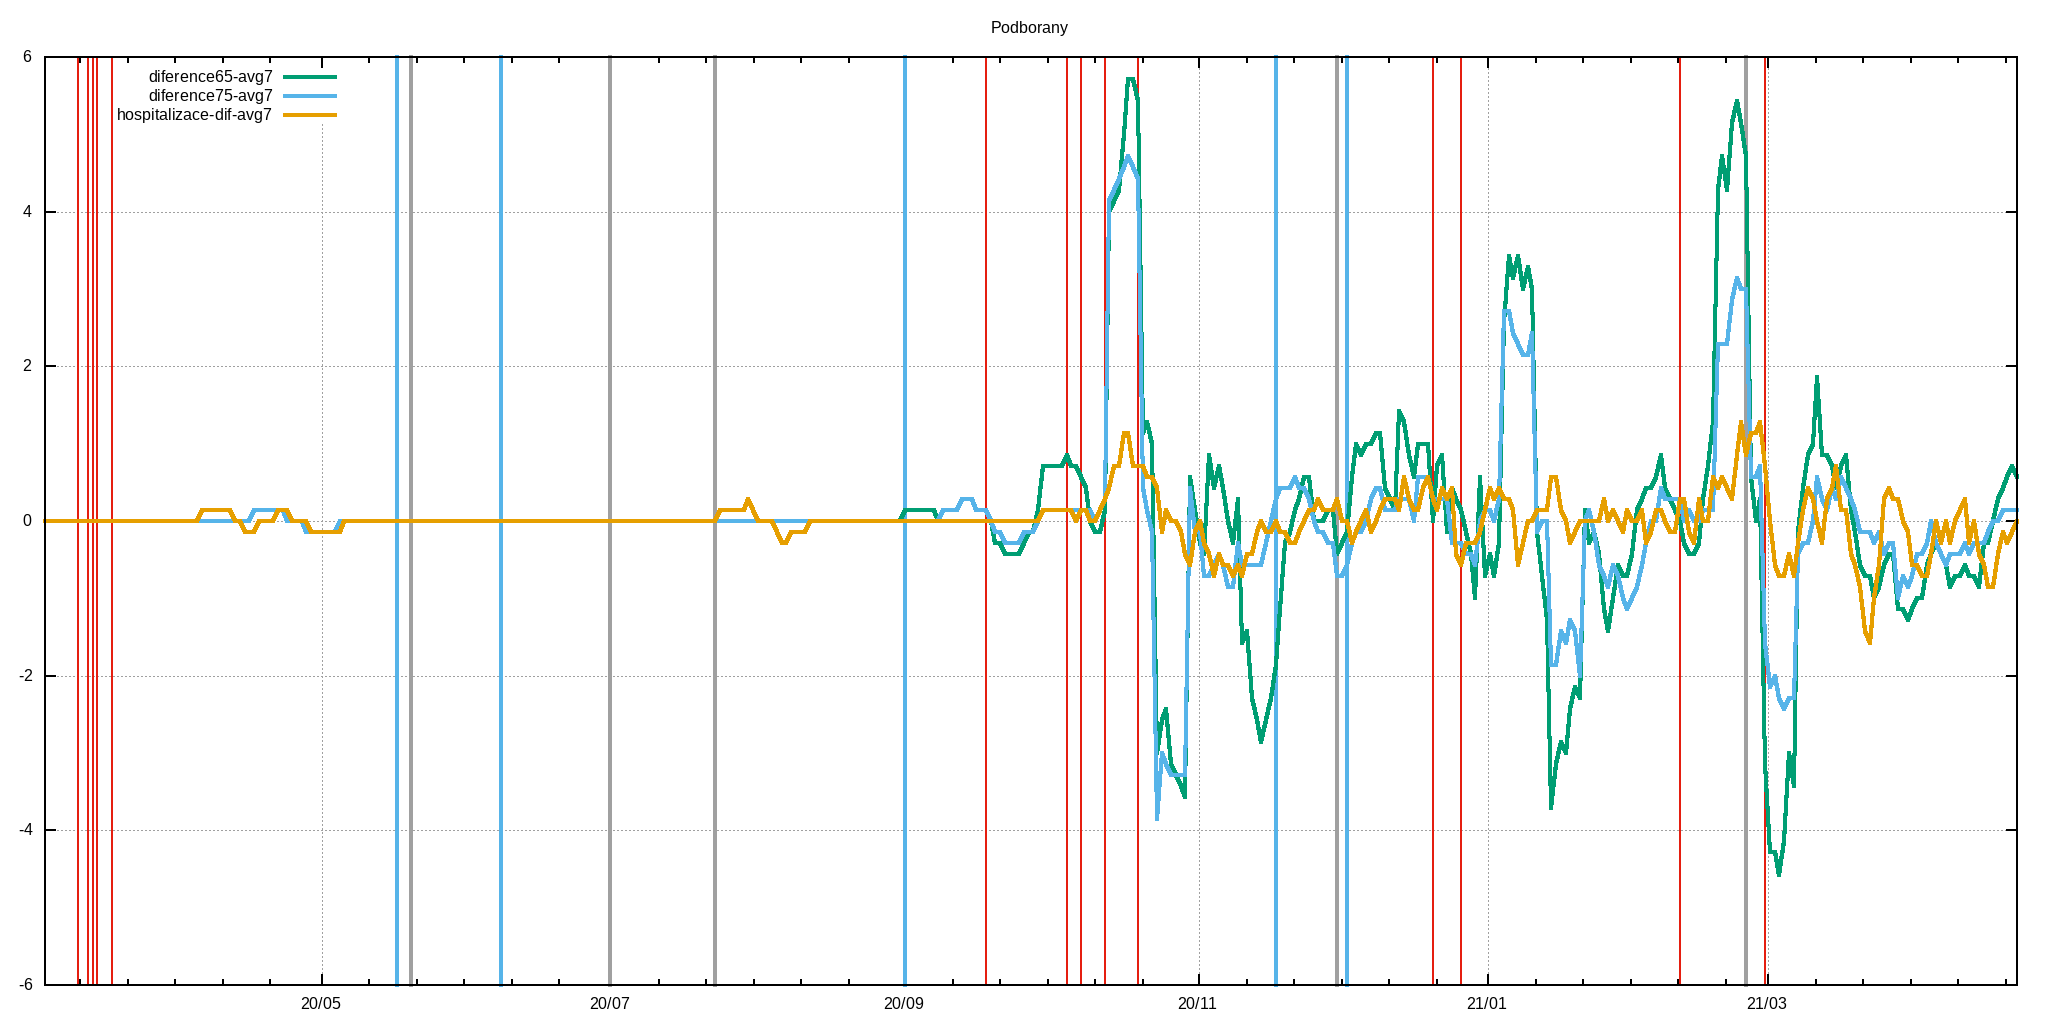 Podborany
6
diference65-avg7
diference75-avg7
hospitalizace-dif-avg7
4
2
0
-2
-4
-6
20/05 20/07 20/09 20/11 21/01 21/03